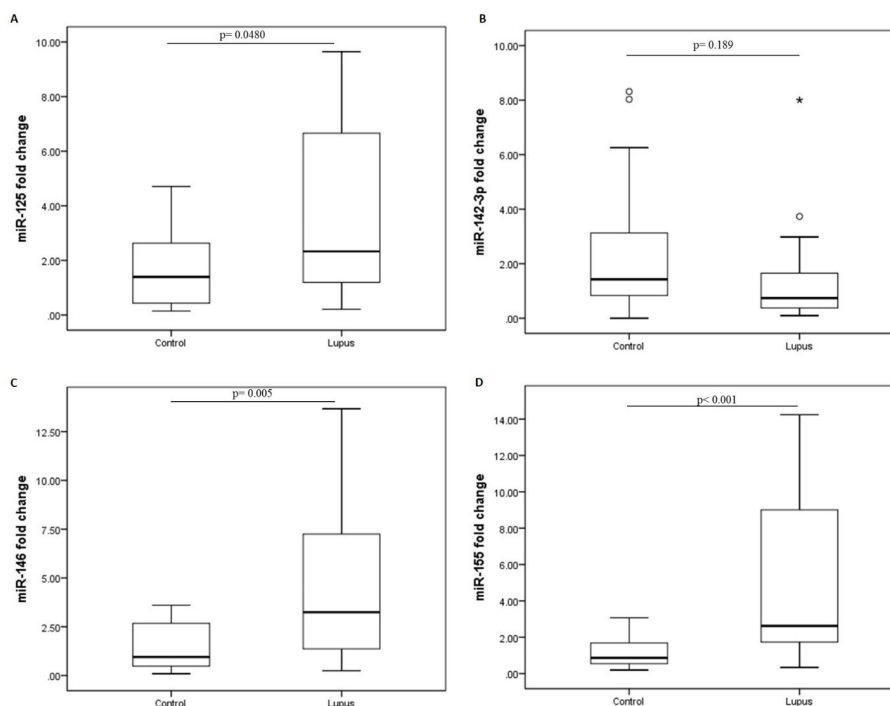 A
p= 0.0480
10.00
8.00
6.00
4.00
2.00
.00
miR-125 fold change
Control Lupus
B
p= 0.189
10.00
8.00
6.00
4.00
2.00
.00
miR-142-3p fold change
*
Control Lupus
C
p= 0.005
12.50
10.00
7.50
5.00
2.50
.00
miR-146 fold change
Control Lupus
D
p< 0.001
14.00
12.00
10.00
8.00
6.00
4.00
2.00
.00
miR-155 fold change
Control Lupus